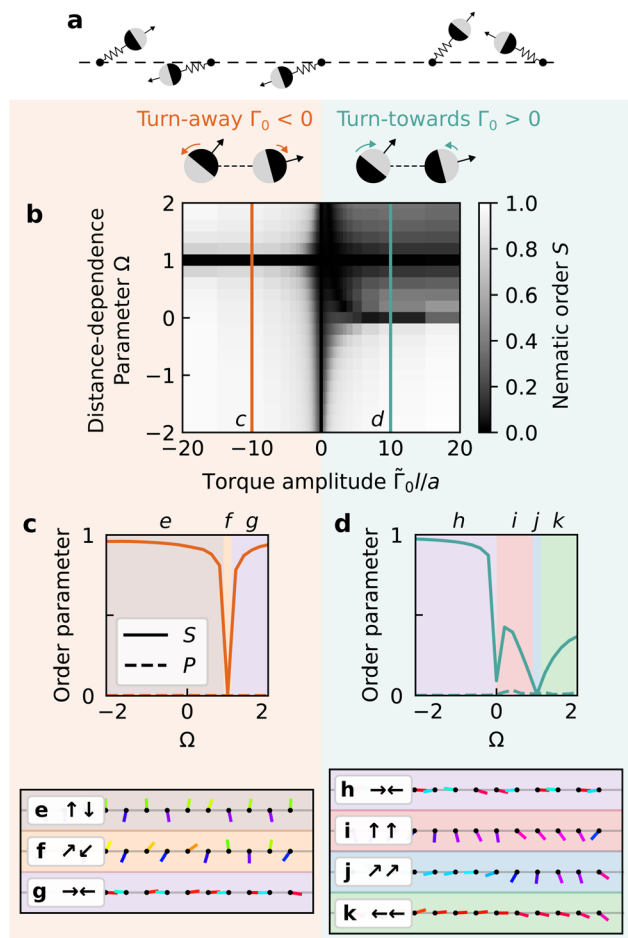 a
Turn-away Γ₀ < 0
Turn-towards Γ₀ > 0
b
Distance-dependence
Parameter Ω
2
1
0
−1
−2
c
d
−20
−10
0
10
20
Torque amplitude Γ̃₀l/a
1.0
0.8
0.6
0.4
0.2
0.0
Nematic order S
c
e
f
g
Order parameter
1
0
S
P
−2
0
2
Ω
d
h
i
j
k
Order parameter
1
0
−2
0
2
Ω
e ↑↓
f ↗↙
g →←
h →←
i ↑↑
j ↗↗
k ←←